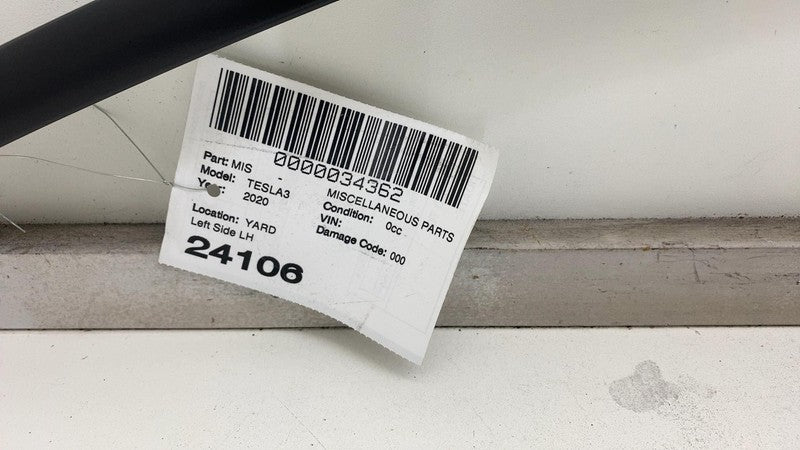 0000034362
Part: MIS - MISCELLANEOUS PARTS
Model: TESLA3 Condition: 0cc
Year: 2020 VIN:
Damage Code: 000
Location: YARD
Left Side LH
24106